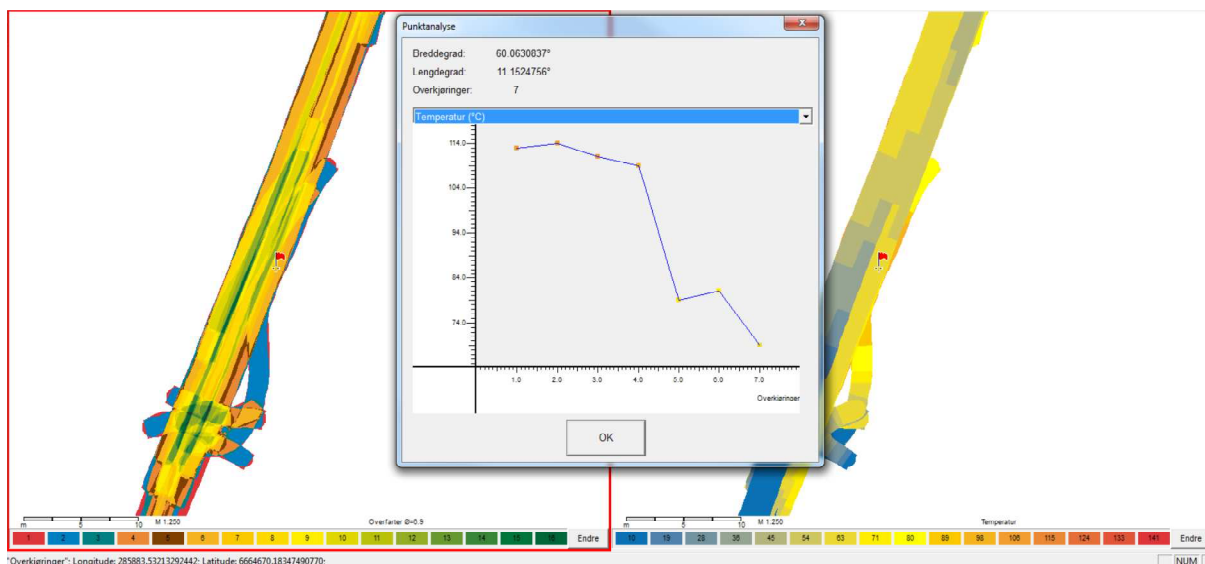 Punktanalyse
Breddegrad: 60.0630837°
Lengdegrad: 11.1524756°
Overkjøringer: 7
Temperatur (°C)
114.0
104.0
94.0
84.0
74.0
1.0 2.0 3.0 4.0 5.0 6.0 7.0
Overkjøringer
OK
m 5 10 M 1:250 Overfarter Ø=0.9
1 2 3 4 5 6 7 8 9 10 11 12 13 14 15 16 Endre
m 5 10 M 1:250 Temperatur
10 19 28 36 45 54 63 71 80 89 98 106 115 124 133 141 Endre
"Overkjøringer": Longitude: 285883.53213292442; Latitude: 6664670.18347490770;
NUM